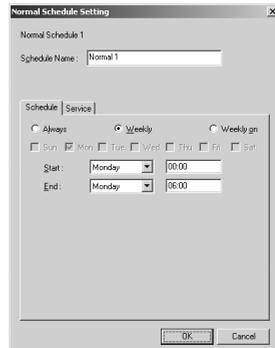 Normal Schedule Setting
Normal Schedule 1
Schedule Name : Normal 1
Schedule Service
Always Weekly Weekly on
Sun Mon Tue Wed Thu Fri Sat
Start : Monday 00:00
End : Monday 06:00
OK Cancel